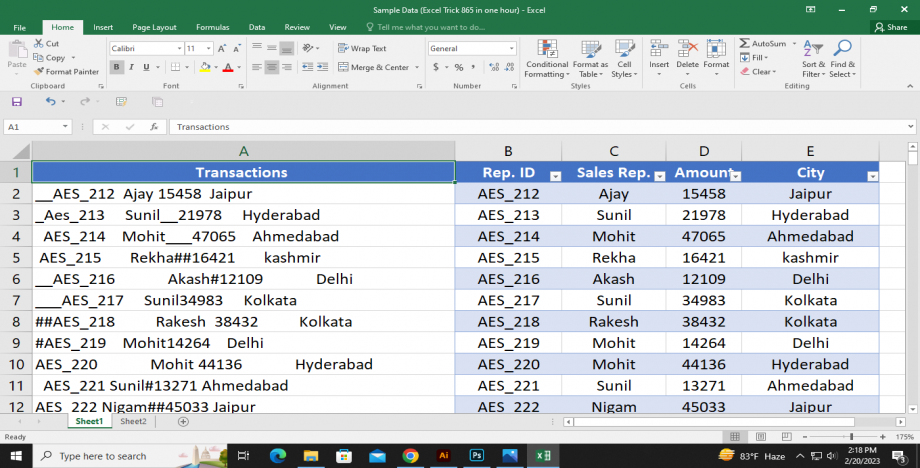 Sample Data (Excel Trick 865 in one hour) - Excel
File Home Insert Page Layout Formulas Data Review View Tell me what you want to do... Share
Cut
Copy
Format Painter
Paste
Clipboard
Calibri 11 A A
B I U A
Font
Wrap Text
Merge & Center
Alignment
General
$ % ,
Number
Conditional Formatting
Format as Table
Cell Styles
Styles
Insert Delete Format
Cells
AutoSum
Fill
Clear
Sort & Filter
Find & Select
Editing
A1 fx Transactions
A B C D E
1 Transactions Rep. ID Sales Rep. Amount City
2 __AES_212 Ajay 15458 Jaipur AES_212 Ajay 15458 Jaipur
3 _Aes_213 Sunil__21978 Hyderabad AES_213 Sunil 21978 Hyderabad
4 AES_214 Mohit___47065 Ahmedabad AES_214 Mohit 47065 Ahmedabad
5 AES_215 Rekha##16421 kashmir AES_215 Rekha 16421 kashmir
6 __AES_216 Akash#12109 Delhi AES_216 Akash 12109 Delhi
7 ___AES_217 Sunil34983 Kolkata AES_217 Sunil 34983 Kolkata
8 ##AES_218 Rakesh 38432 Kolkata AES_218 Rakesh 38432 Kolkata
9 #AES_219 Mohit14264 Delhi AES_219 Mohit 14264 Delhi
10 AES_220 Mohit 44136 Hyderabad AES_220 Mohit 44136 Hyderabad
11 AES_221 Sunil#13271 Ahmedabad AES_221 Sunil 13271 Ahmedabad
12 AES_222 Nigam##45033 Jaipur AES_222 Nigam 45033 Jaipur
Sheet1 Sheet2
Ready 175%
Type here to search Ai Ps 83°F Haze 2:18 PM
2/20/2023 3